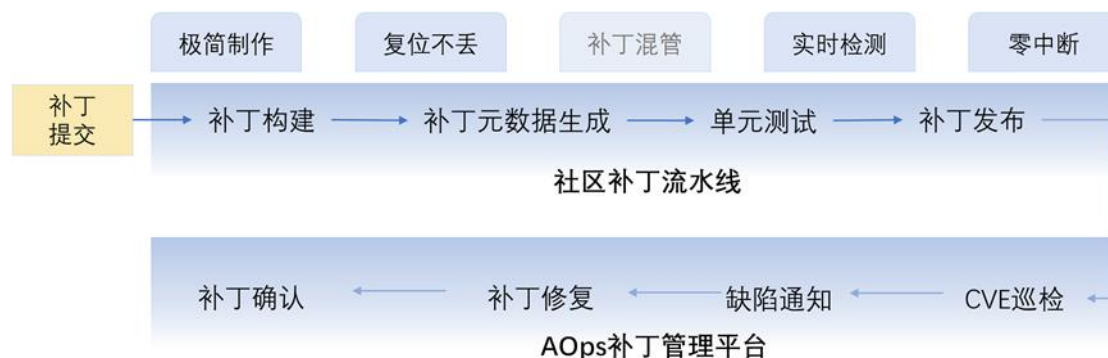 极简制作
复位不丢
补丁混管
实时检测
零中断
补丁
提交
补丁构建
补丁元数据生成
单元测试
补丁发布
社区补丁流水线
补丁确认
补丁修复
缺陷通知
CVE巡检
AOps补丁管理平台